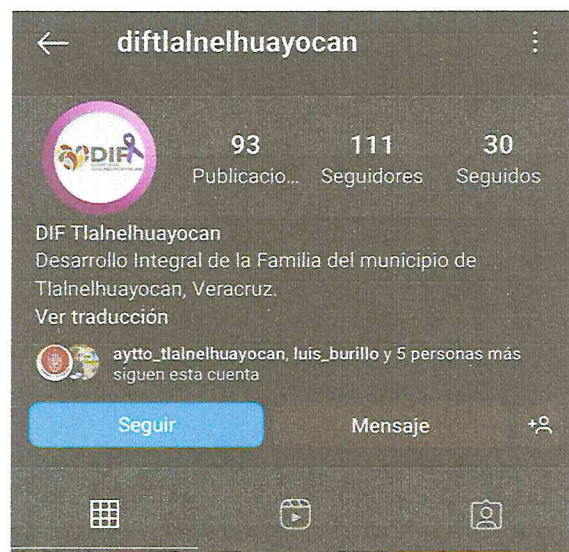 diftlalnelhuayocan
DIF
93
111
30
Publicacio...
Seguidores
Seguidos
DIF Tlalnelhuayocan
Desarrollo Integral de la Familia del municipio de
Tlalnelhuayocan, Veracruz.
Ver traducción
aytto_tlalnelhuayocan, luis_burillo y 5 personas más
siguen esta cuenta
Seguir
Mensaje